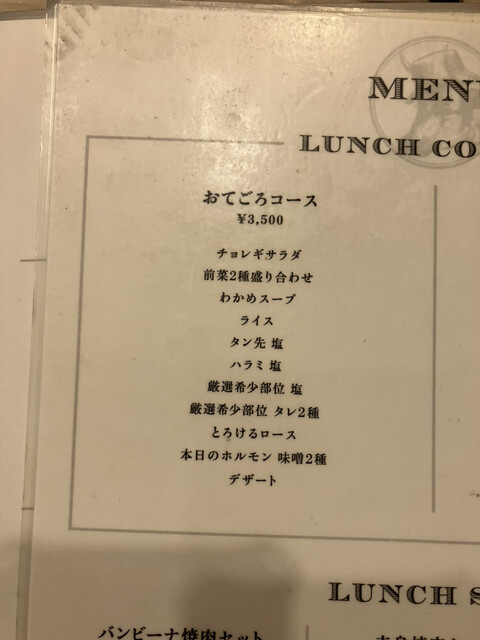 MEN
LUNCH CO
おてごろコース
¥3,500
チョレギサラダ
前菜2種盛り合わせ
わかめスープ
ライス
タン先 塩
ハラミ 塩
厳選希少部位 塩
厳選希少部位 タレ2種
とろけるロース
本日のホルモン 味噌2種
デザート
LUNCH S
バンビーナ焼肉セット